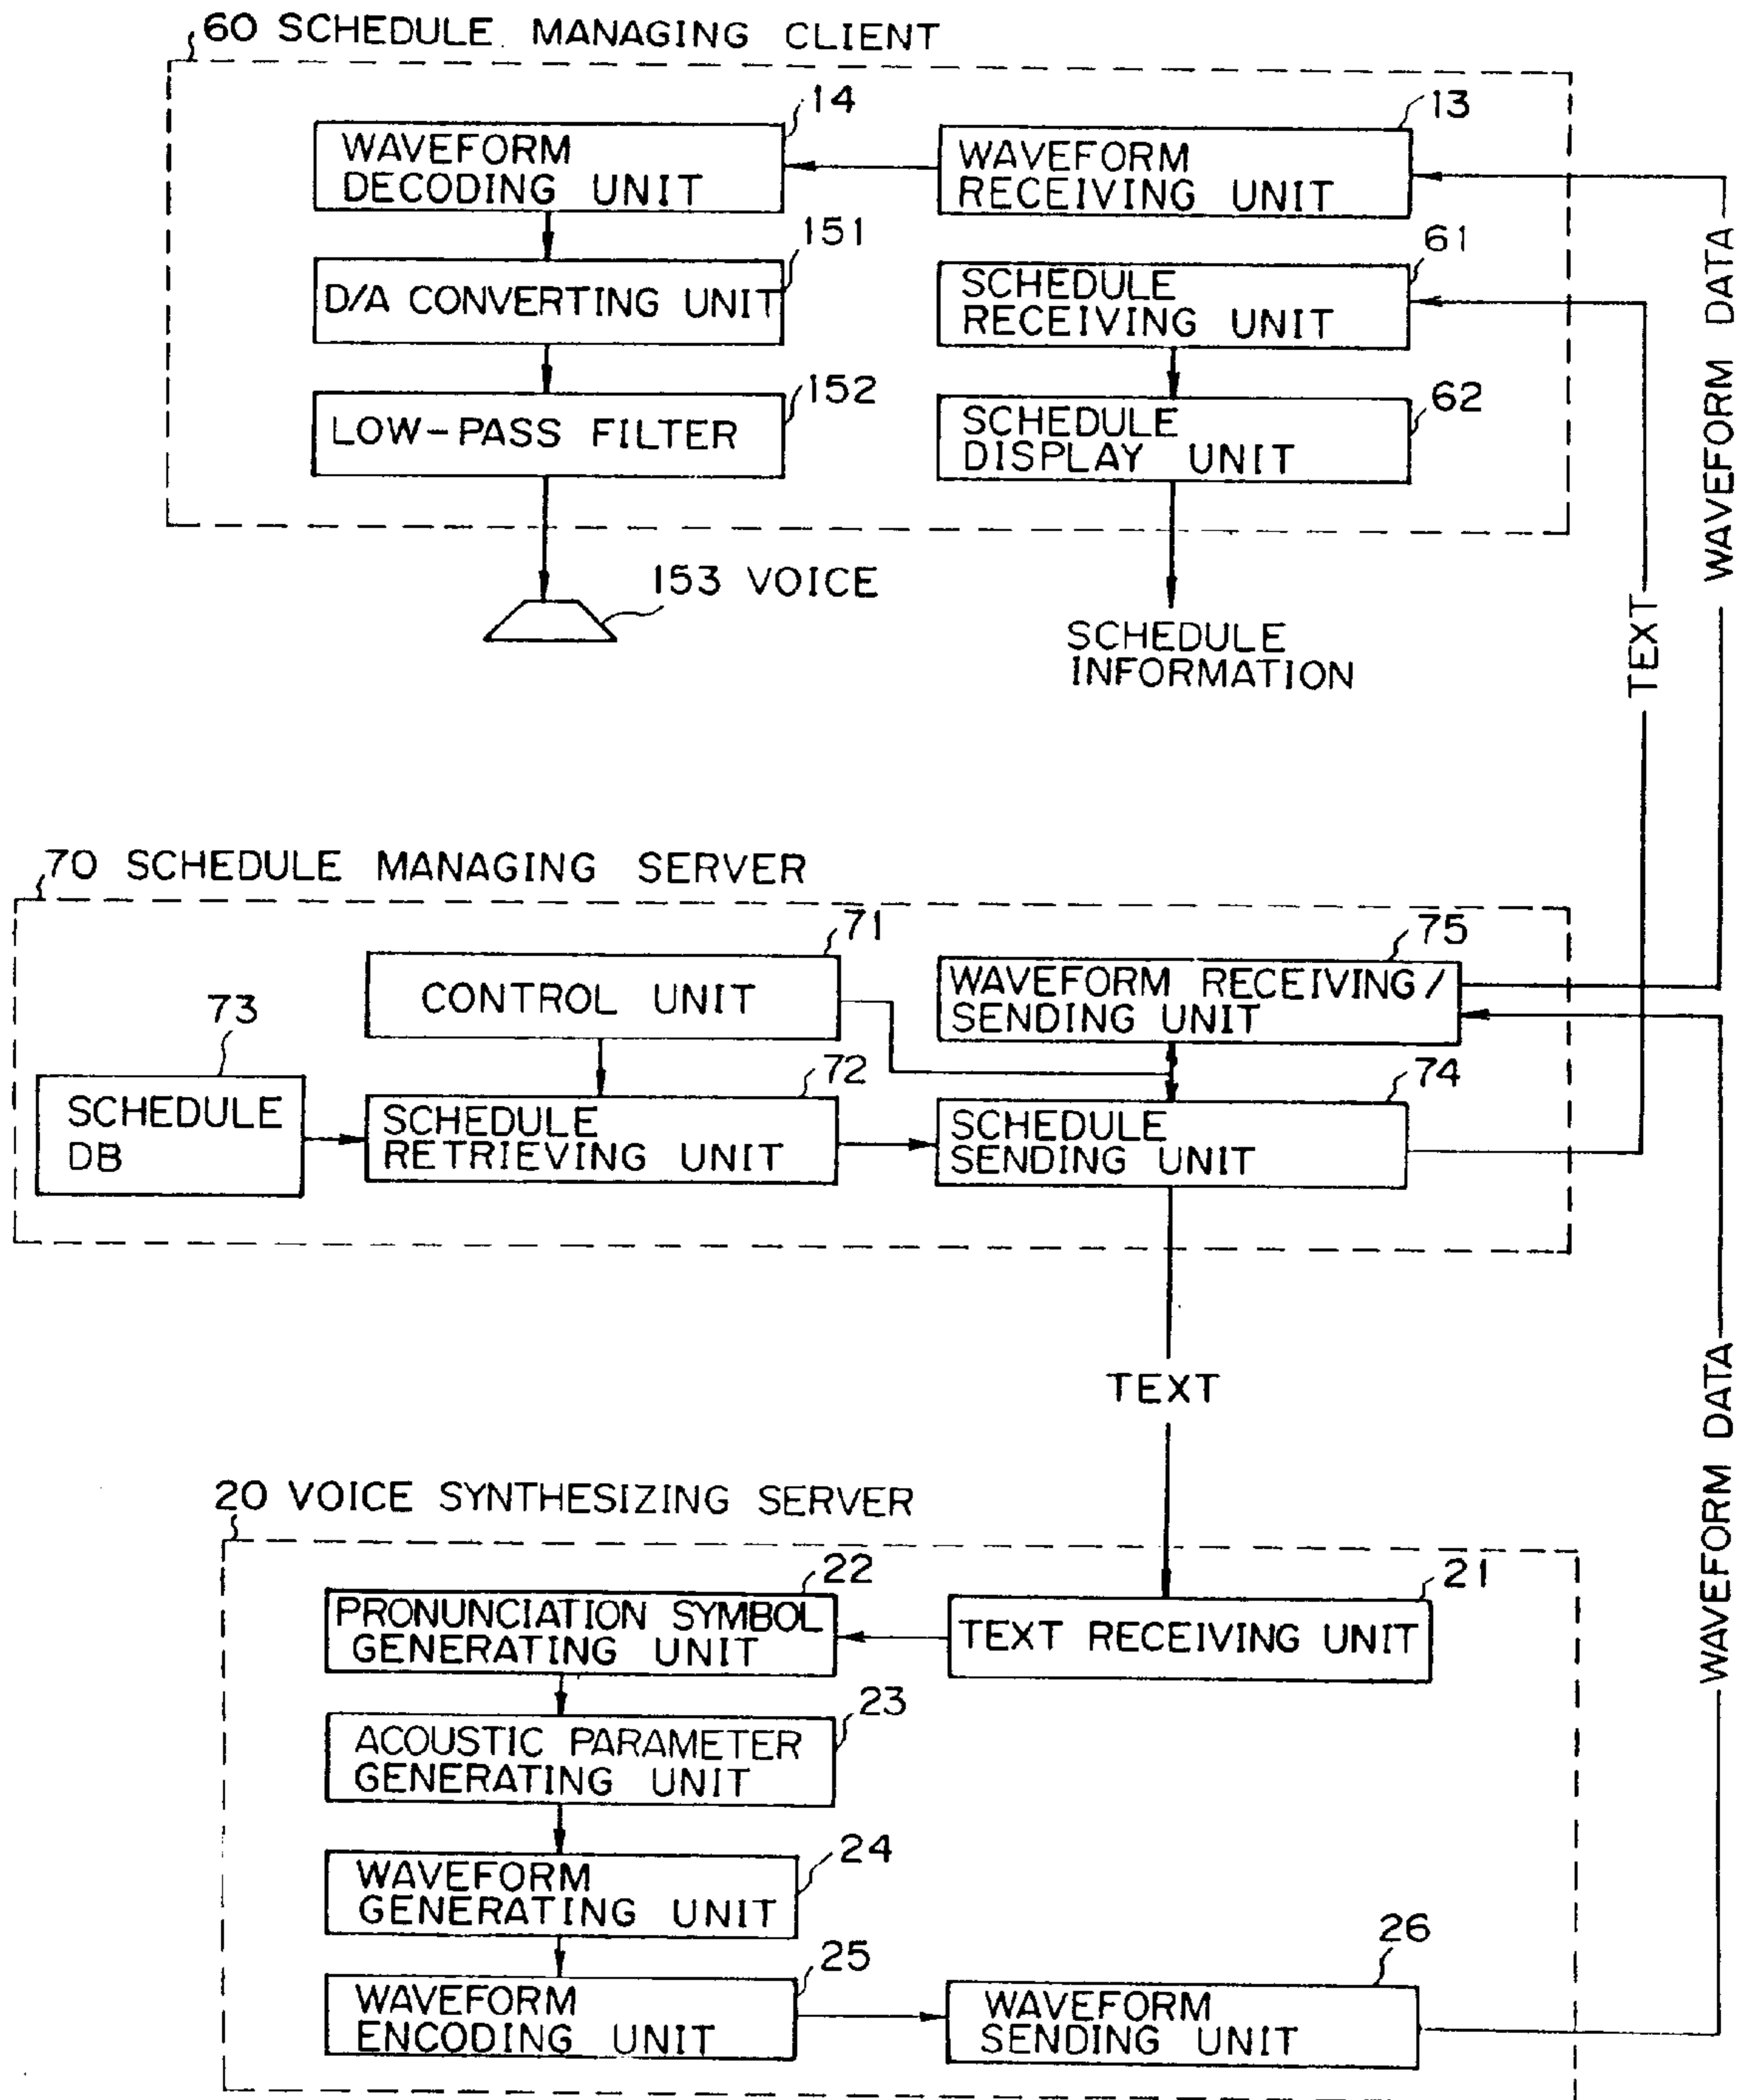 60 SCHEDULE MANAGING CLIENT
14
WAVEFORM
DECODING UNIT
13
WAVEFORM
RECEIVING UNIT
151
D/A CONVERTING UNIT
61
SCHEDULE
RECEIVING UNIT
152
LOW-PASS FILTER
62
SCHEDULE
DISPLAY UNIT
153 VOICE
SCHEDULE
INFORMATION
TEXT
WAVEFORM DATA
70 SCHEDULE MANAGING SERVER
71
CONTROL UNIT
75
WAVEFORM RECEIVING/
SENDING UNIT
73
SCHEDULE
DB
72
SCHEDULE
RETRIEVING UNIT
74
SCHEDULE
SENDING UNIT
TEXT
WAVEFORM DATA
20 VOICE SYNTHESIZING SERVER
22
PRONUNCIATION SYMBOL
GENERATING UNIT
21
TEXT RECEIVING UNIT
23
ACOUSTIC PARAMETER
GENERATING UNIT
24
WAVEFORM
GENERATING UNIT
25
WAVEFORM
ENCODING UNIT
26
WAVEFORM
SENDING UNIT